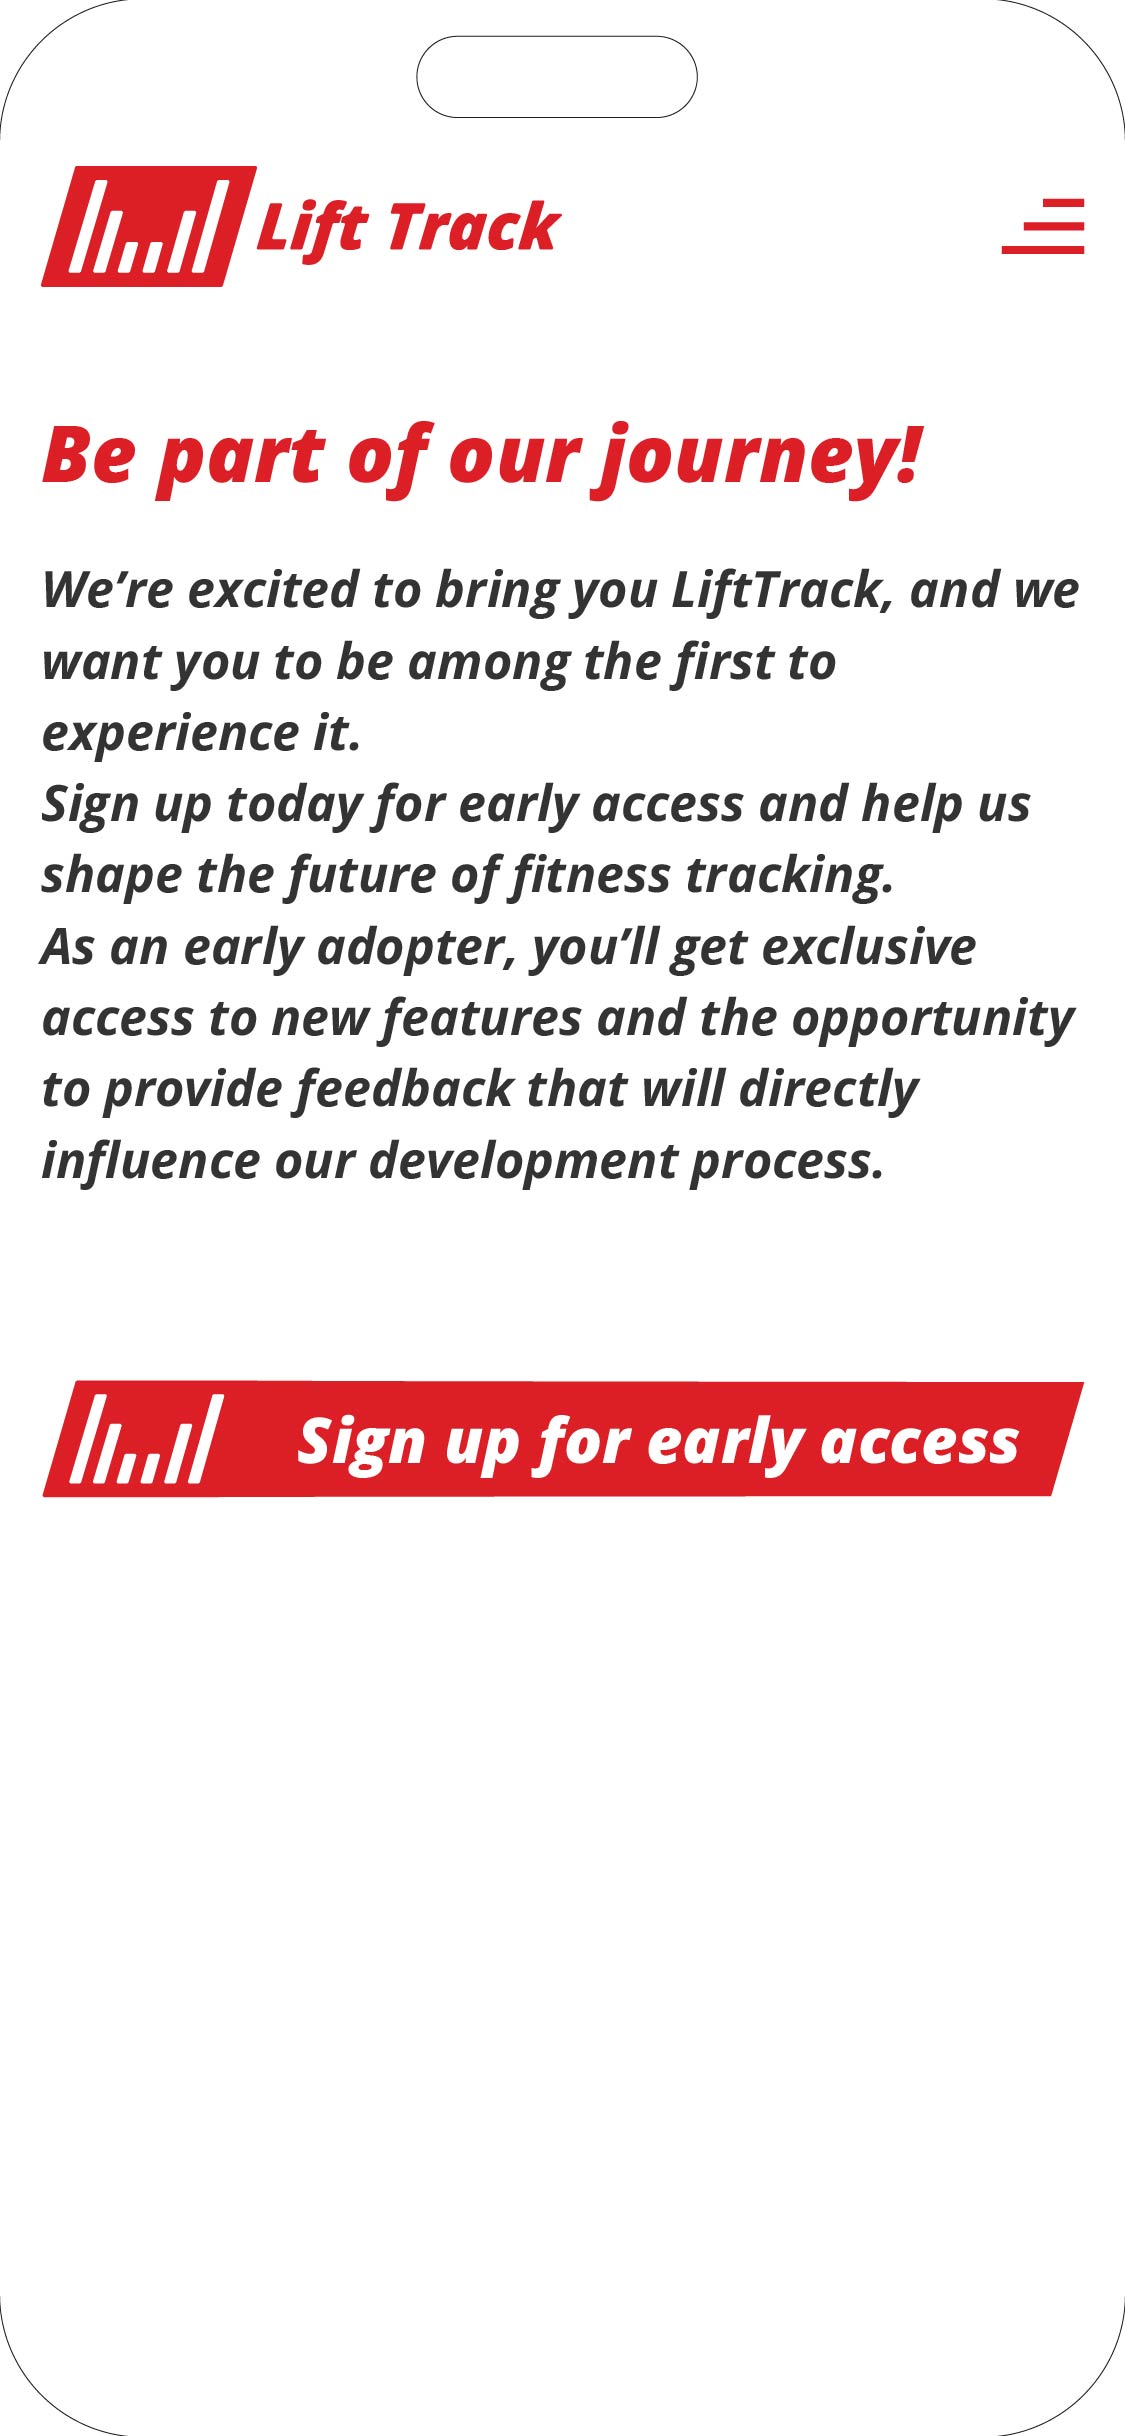 Lift Track
Be part of our journey!
We’re excited to bring you LiftTrack, and we
want you to be among the first to
experience it.
Sign up today for early access and help us
shape the future of fitness tracking.
As an early adopter, you’ll get exclusive
access to new features and the opportunity
to provide feedback that will directly
influence our development process.
Sign up for early access